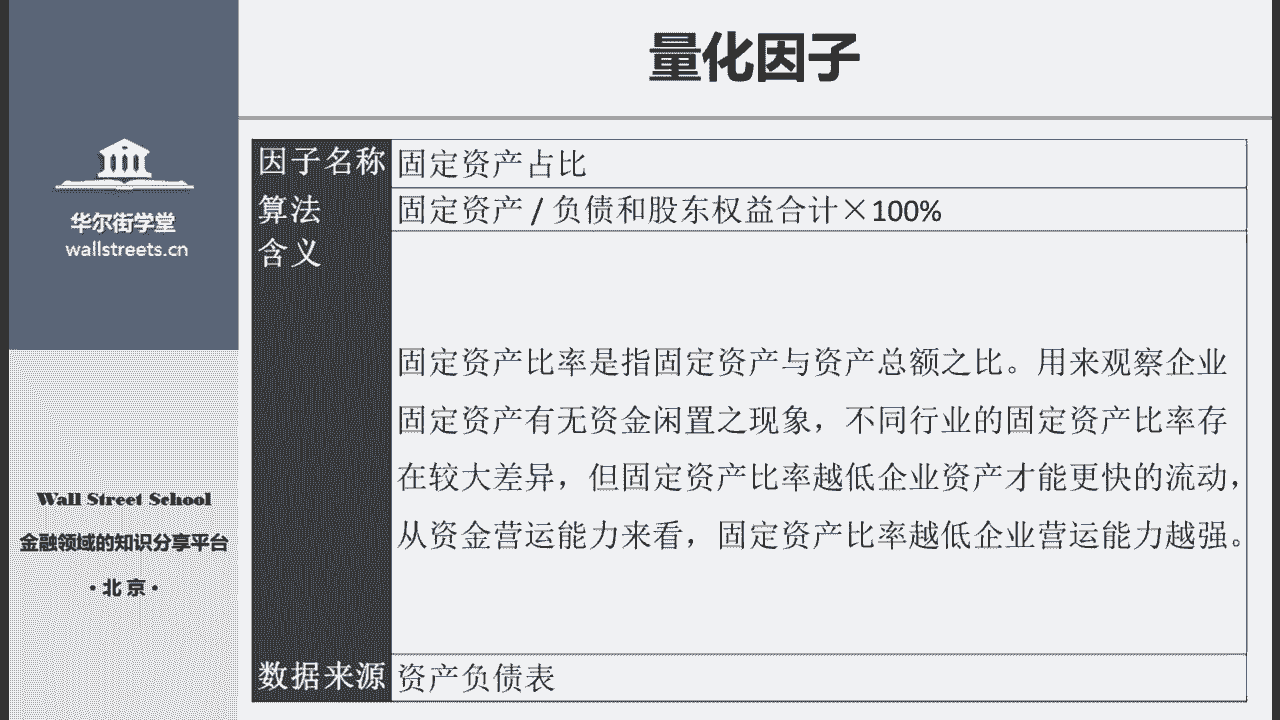 量化因子
华尔街学堂
wallstreets.cn
Wall Street School
金融领域的知识分享平台
·北京·
因子名称 固定资产占比
算法 固定资产 / 负债和股东权益合计×100%
含义
固定资产比率是指固定资产与资产总额之比。用来观察企业
固定资产有无资金闲置之现象，不同行业的固定资产比率存
在较大差异，但固定资产比率越低企业资产才能更快的流动，
从资金营运能力来看，固定资产比率越低企业营运能力越强。
数据来源 资产负债表